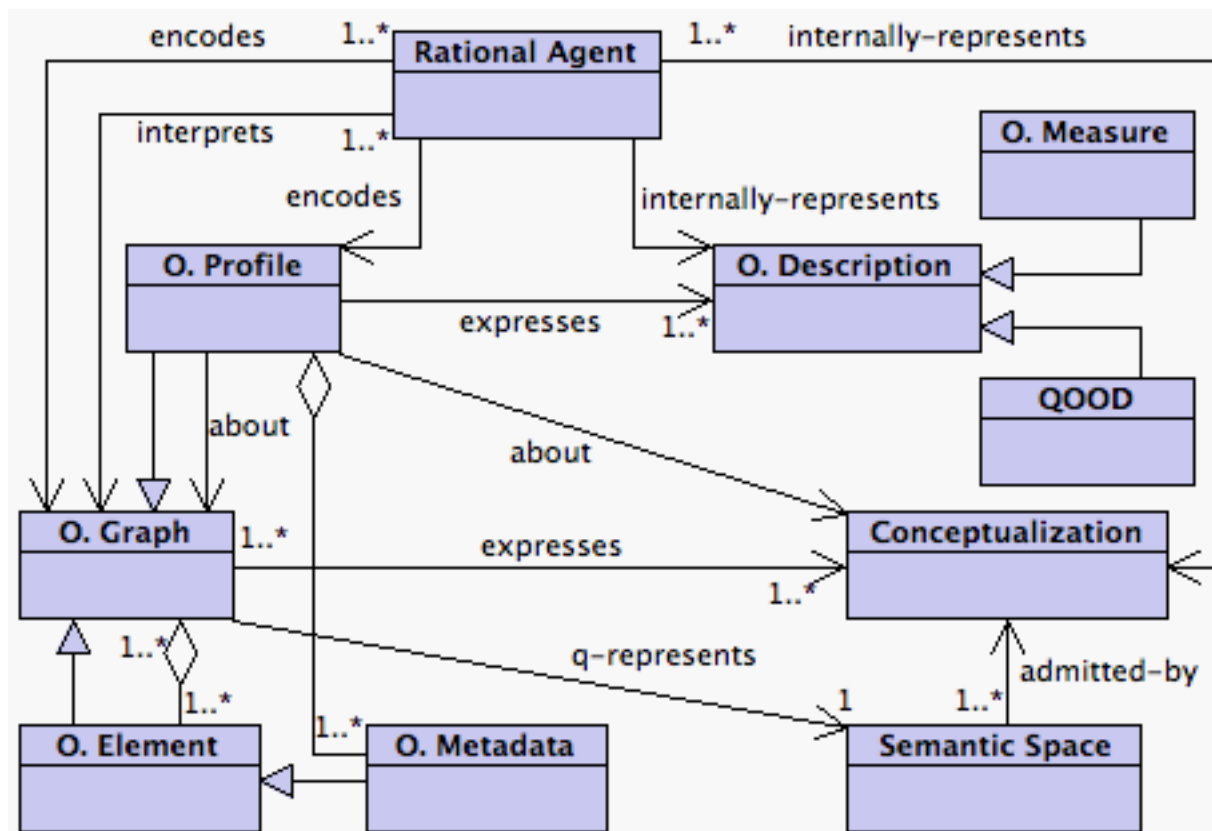 encodes
1..*
Rational Agent
1..*
internally-represents
interprets
1..*
O. Measure
encodes
internally-represents
O. Profile
O. Description
expresses
1..*
QOOD
about
about
O. Graph
1..*
expresses
Conceptualization
1..*
1..*
q-represents
admitted-by
1..*
1..*
1
1..*
O. Element
O. Metadata
Semantic Space